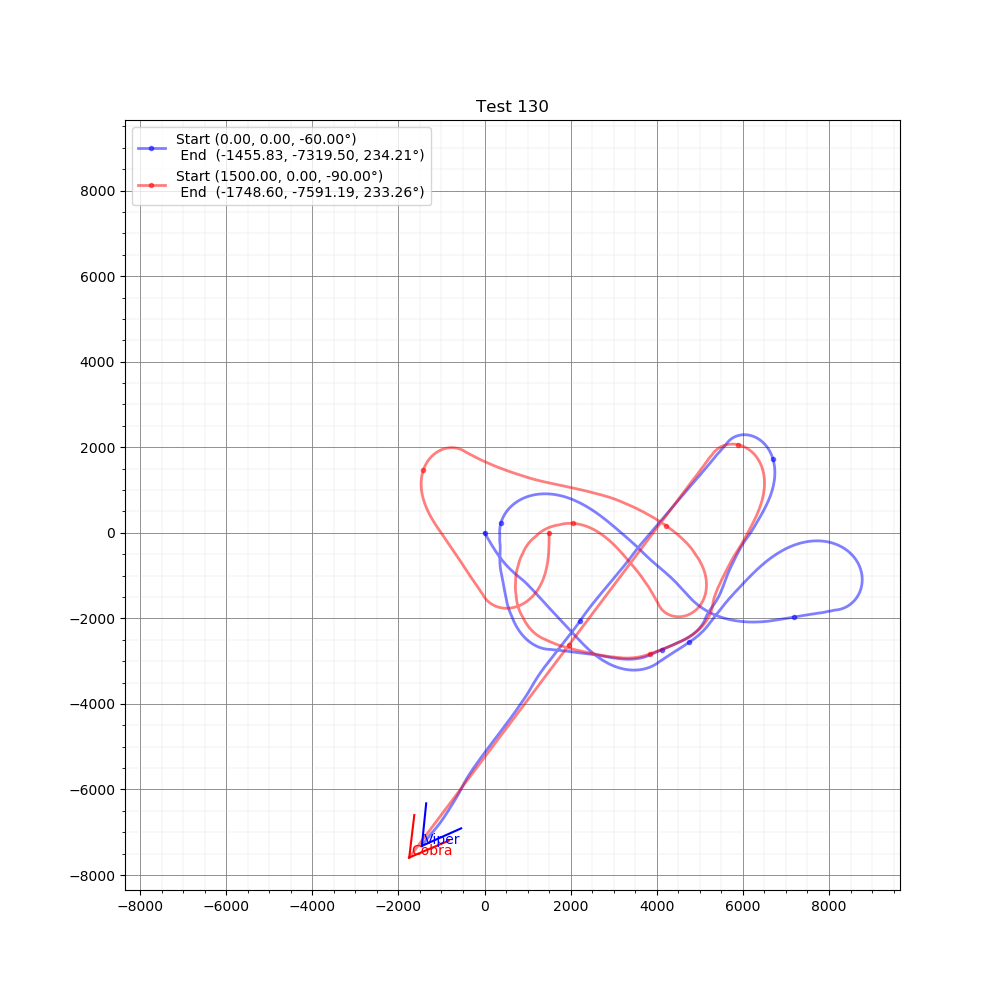 Test 130
Start (0.00, 0.00, -60.00°)
End  (-1455.83, -7319.50, 234.21°)
Start (1500.00, 0.00, -90.00°)
End  (-1748.60, -7591.19, 233.26°)
8000
6000
4000
2000
0
−2000
−4000
−6000
−8000
Viper
Cobra
−8000 −6000 −4000 −2000 0 2000 4000 6000 8000